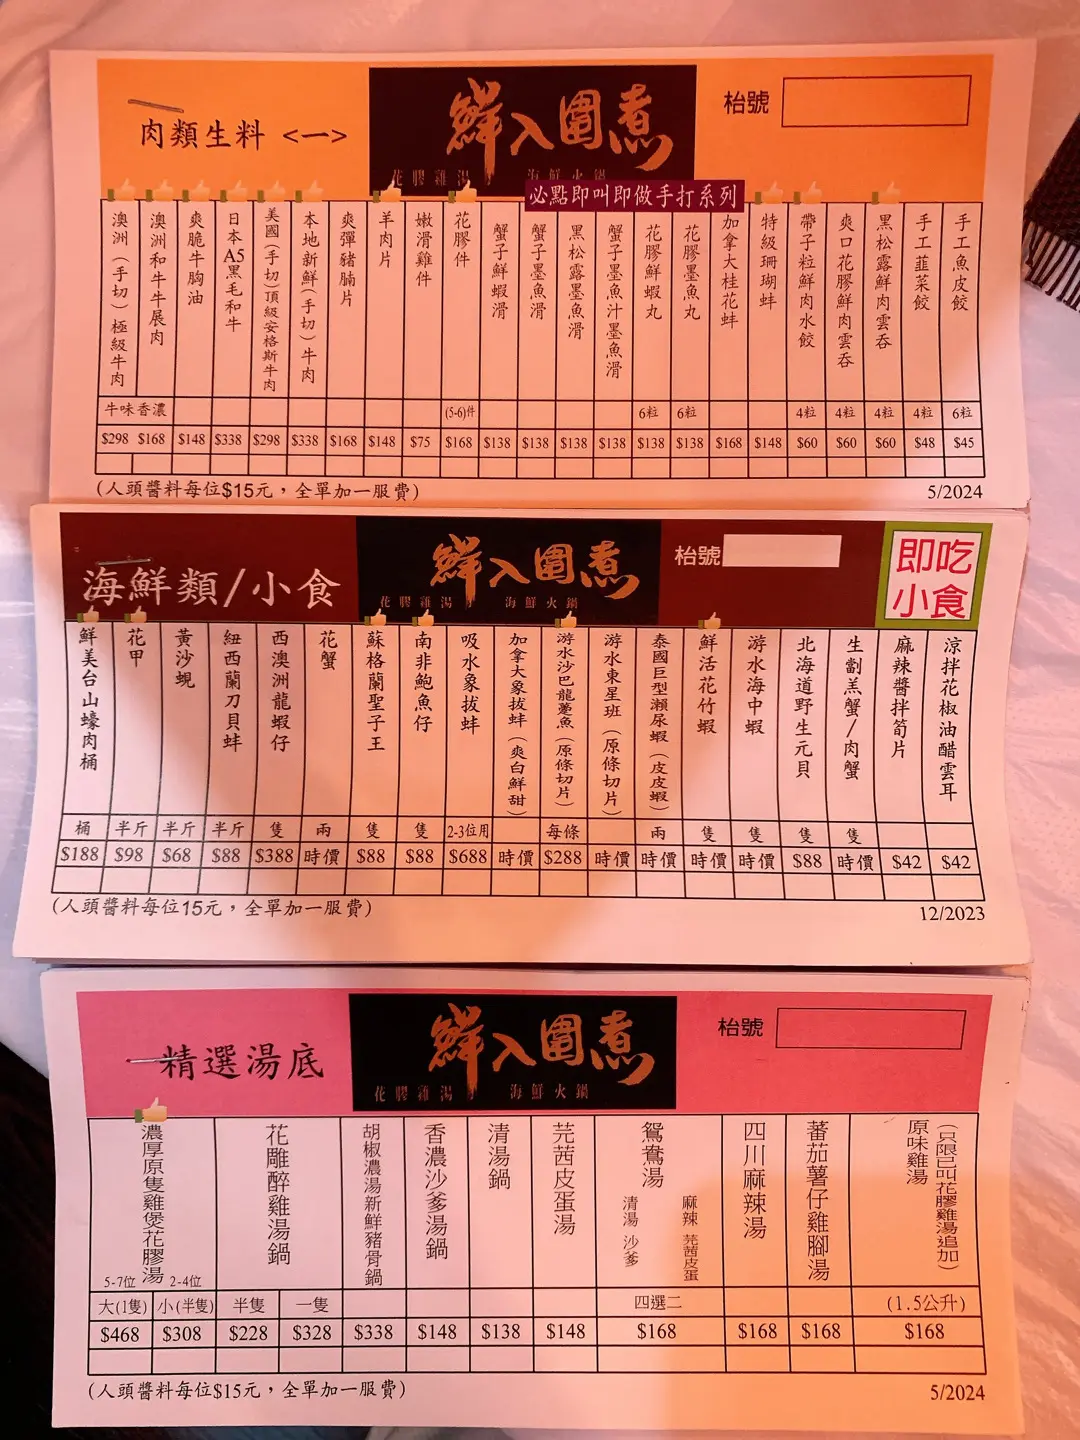 肉類生料 <一>
鮮入圍煮
枱號
花膠雞湯 海鮮火鍋
必點即叫即做手打系列
澳洲(手切)極級牛肉
澳洲和牛牛展肉
爽脆牛胸油
日本A5黑毛和牛
美國(手切)頂級安格斯牛肉
本地新鮮(手切)牛肉
爽彈豬腩片
羊肉片
嫩滑雞件
花膠件
蟹子鮮蝦滑
蟹子墨魚滑
黑松露墨魚滑
蟹子墨魚汁墨魚滑
花膠鮮蝦丸
花膠墨魚丸
加拿大桂花蚌
特級珊瑚蚌
帶子粒鮮肉水餃
爽口花膠鮮肉雲吞
黑松露鮮肉雲吞
手工韮菜餃
手工魚皮餃
牛味香濃 (5-6)件 6粒 6粒 4粒 4粒 4粒 4粒 6粒
$298 $168 $148 $338 $298 $338 $168 $148 $75 $168 $138 $138 $138 $138 $138 $138 $168 $148 $60 $60 $60 $48 $45
(人頭醬料每位$15元，全單加一服費)
5/2024
海鮮類/小食
鮮入圍煮
花膠雞湯 海鮮火鍋
枱號
即吃
小食
鮮美台山蠔肉桶
花甲
黃沙蜆
紐西蘭刀貝蚌
西澳洲龍蝦仔
花蟹
蘇格蘭聖子王
南非鮑魚仔
吸水象拔蚌
加拿大象拔蚌(爽白鮮甜)
游水沙巴龍躉魚(原條切片)
游水東星班(原條切片)
泰國巨型瀨尿蝦(皮皮蝦)
鮮活花竹蝦
游水海中蝦
北海道野生元貝
生劏羔蟹/肉蟹
麻辣醬拌筍片
涼拌花椒油醋雲耳
桶 半斤 半斤 半斤 隻 兩 隻 隻 2-3位用 每條 兩 隻 隻 隻 隻
$188 $98 $68 $88 $388 時價 $88 $88 $688 時價 $288 時價 時價 時價 時價 $88 時價 $42 $42
(人頭醬料每位15元，全單加一服費)
12/2023
精選湯底
鮮入圍煮
花膠雞湯 海鮮火鍋
枱號
濃厚原隻雞煲花膠湯
5-7位 2-4位
花雕醉雞湯鍋
胡椒濃湯新鮮豬骨鍋
香濃沙爹湯鍋
清湯鍋
芫茜皮蛋湯
鴛鴦湯
清湯 沙爹
麻辣 芫茜皮蛋
四川麻辣湯
蕃茄薯仔雞腳湯
原味雞湯
(只限已叫花膠雞湯追加)
大(1隻) 小(半隻) 半隻 一隻 四選二 (1.5公升)
$468 $308 $228 $328 $338 $148 $138 $148 $168 $168 $168 $168
(人頭醬料每位$15元，全單加一服費)
5/2024